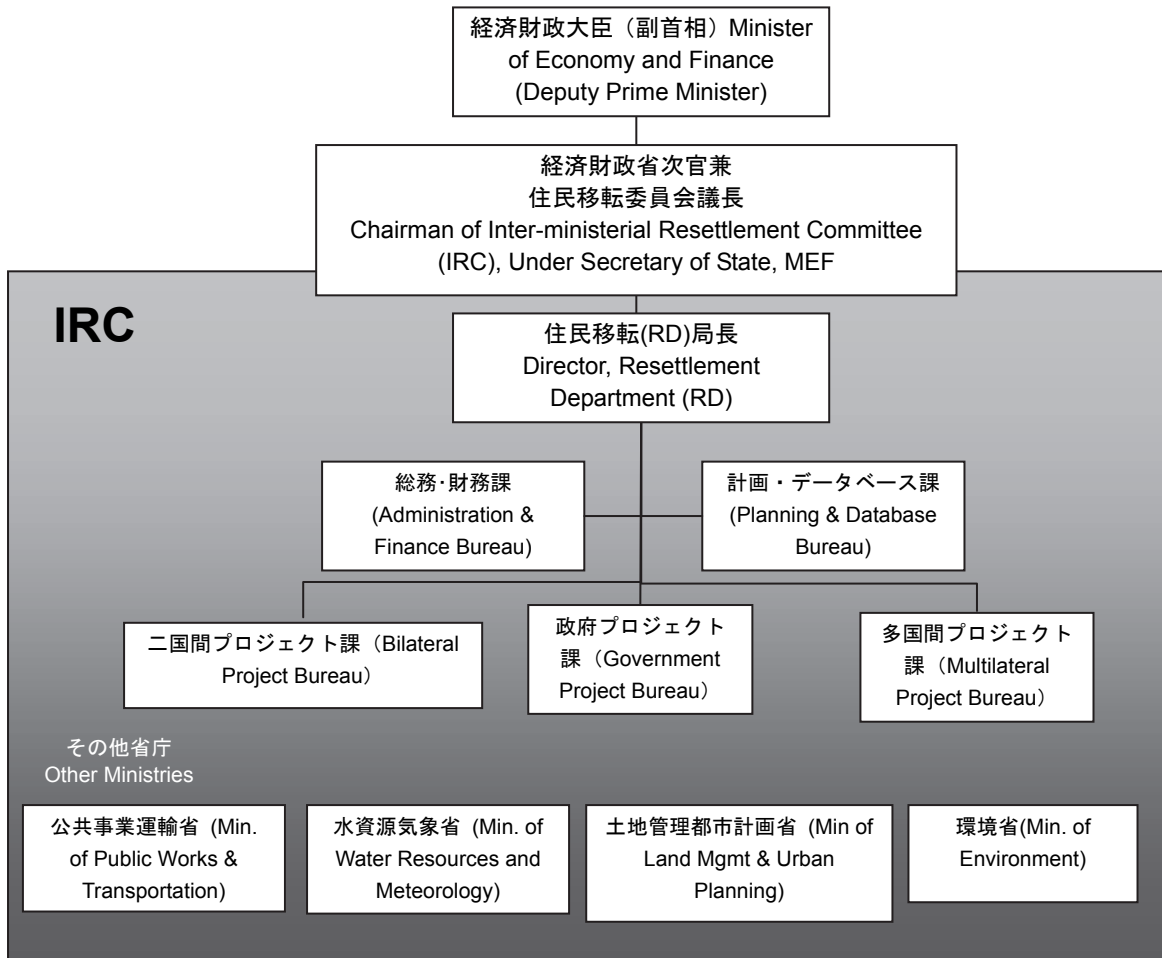 経済財政大臣（副首相）Minister
of Economy and Finance
(Deputy Prime Minister)
経済財政省次官兼
住民移転委員会議長
Chairman of Inter-ministerial Resettlement Committee
(IRC), Under Secretary of State, MEF
IRC
住民移転(RD)局長
Director, Resettlement
Department (RD)
総務･財務課
(Administration &
Finance Bureau)
計画・データベース課
(Planning & Database
Bureau)
二国間プロジェクト課（Bilateral
Project Bureau）
政府プロジェクト
課（Government
Project Bureau）
多国間プロジェクト
課（Multilateral
Project Bureau）
その他省庁
Other Ministries
公共事業運輸省 (Min.
of Public Works &
Transportation)
水資源気象省 (Min. of
Water Resources and
Meteorology)
土地管理都市計画省 (Min of
Land Mgmt & Urban
Planning)
環境省(Min. of
Environment)